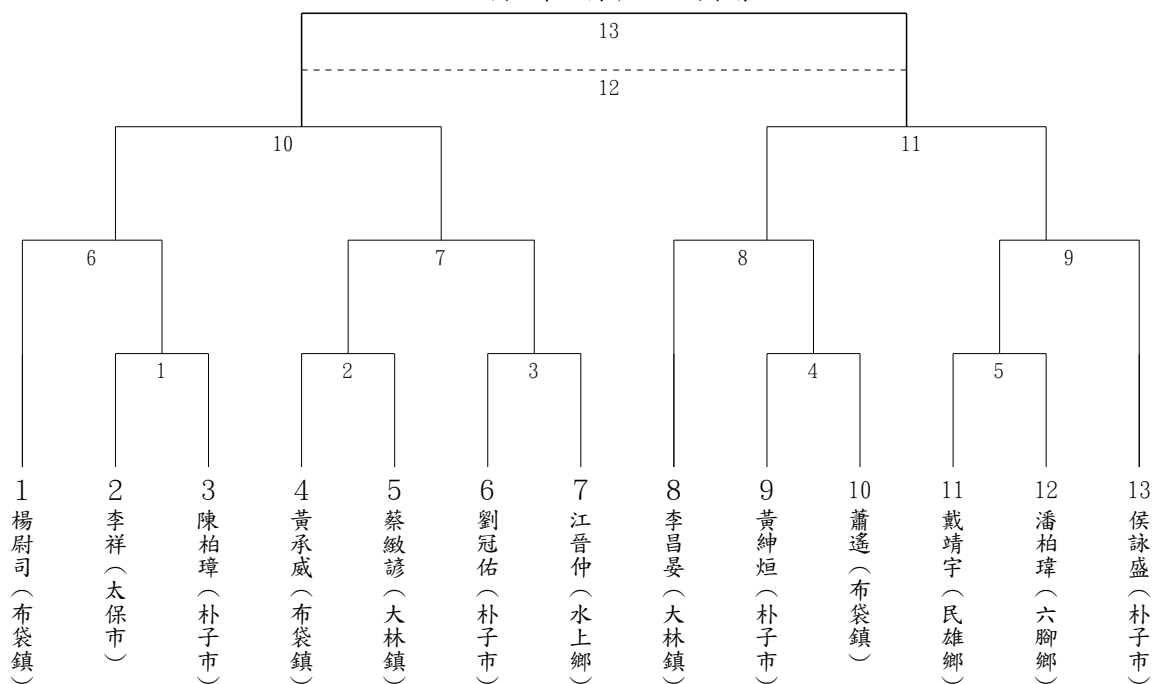 13
12
10
11
6
7
8
9
1
2
3
4
5
1 楊尉司(布袋鎮)
2 李祥(太保市)
3 陳柏璋(朴子市)
4 黃承威(布袋鎮)
5 蔡緻諺(大林鎮)
6 劉冠佑(朴子市)
7 江晉仲(水上鄉)
8 李昌晏(大林鎮)
9 黃紳烜(朴子市)
10 蕭遙(布袋鎮)
11 戴靖宇(民雄鄉)
12 潘柏瑋(六腳鄉)
13 侯詠盛(朴子市)